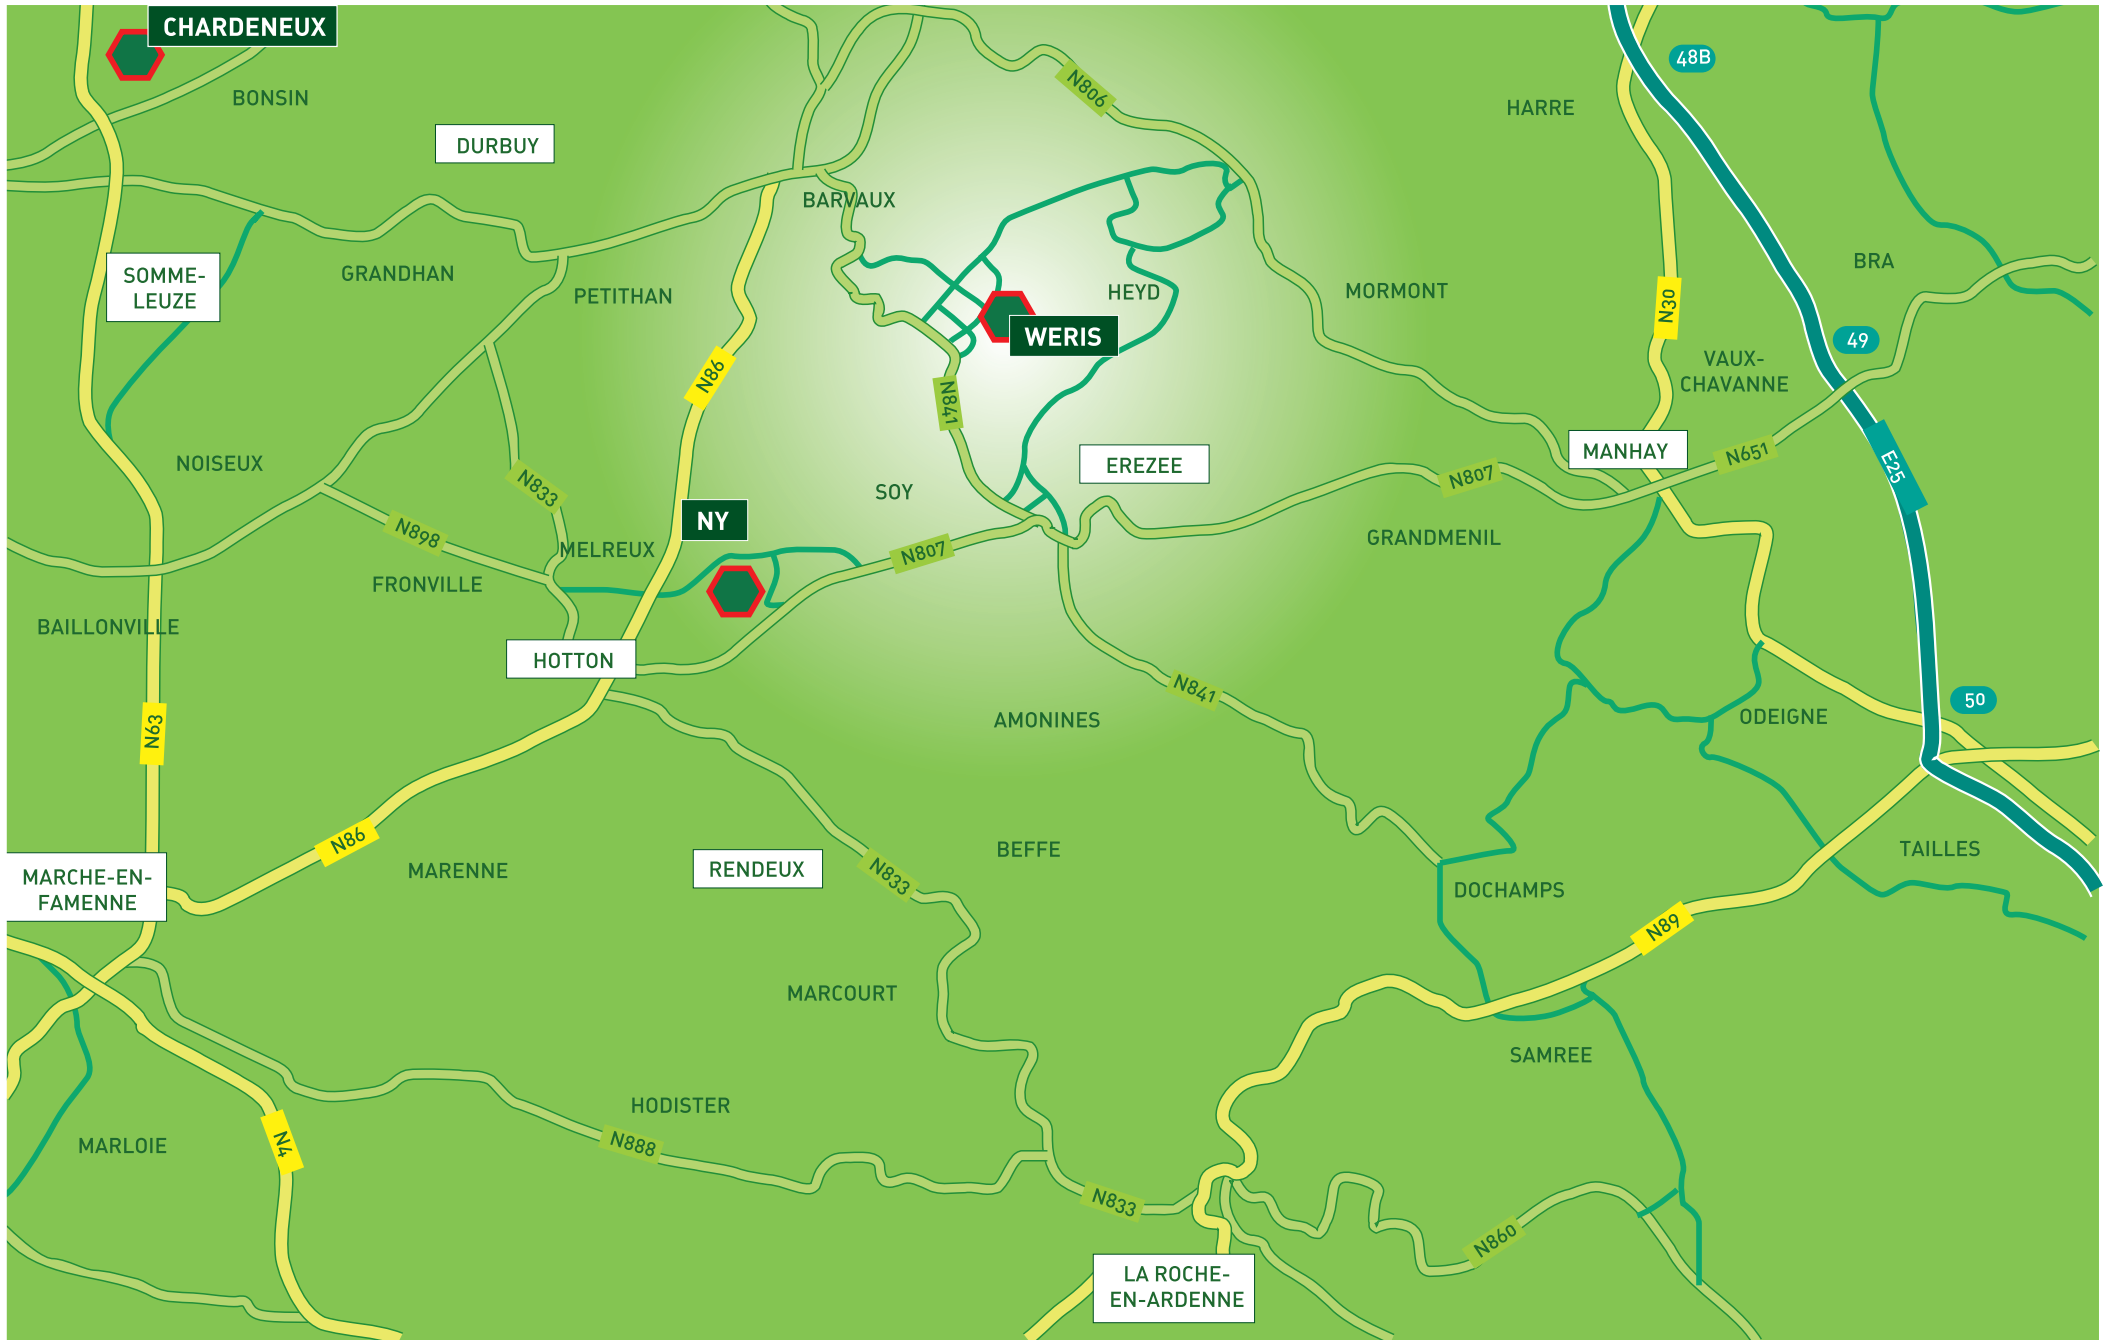 CHARDENEUX
48B
BONSIN
N806
HARRE
DURBUY
BARVAUX
BRA
SOMME-
LEUZE
GRANDHAN
PETITHAN
HEYD
MORMONT
N30
WERIS
49
N86
VAUX-
CHAVANNE
N841
NOISEUX
EREZEE
MANHAY
N651
E25
N833
SOY
N807
NY
N898
MELREUX
N807
GRANDMENIL
FRONVILLE
BAILLONVILLE
HOTTON
N841
50
N63
AMONINES
ODEIGNE
N86
MARENNE
RENDEUX
N833
BEFFE
TAILLES
MARCHE-EN-
FAMENNE
DOCHAMPS
N89
MARCOURT
SAMREE
HODISTER
MARLOIE
N4
N888
N833
N860
LA ROCHE-
EN-ARDENNE